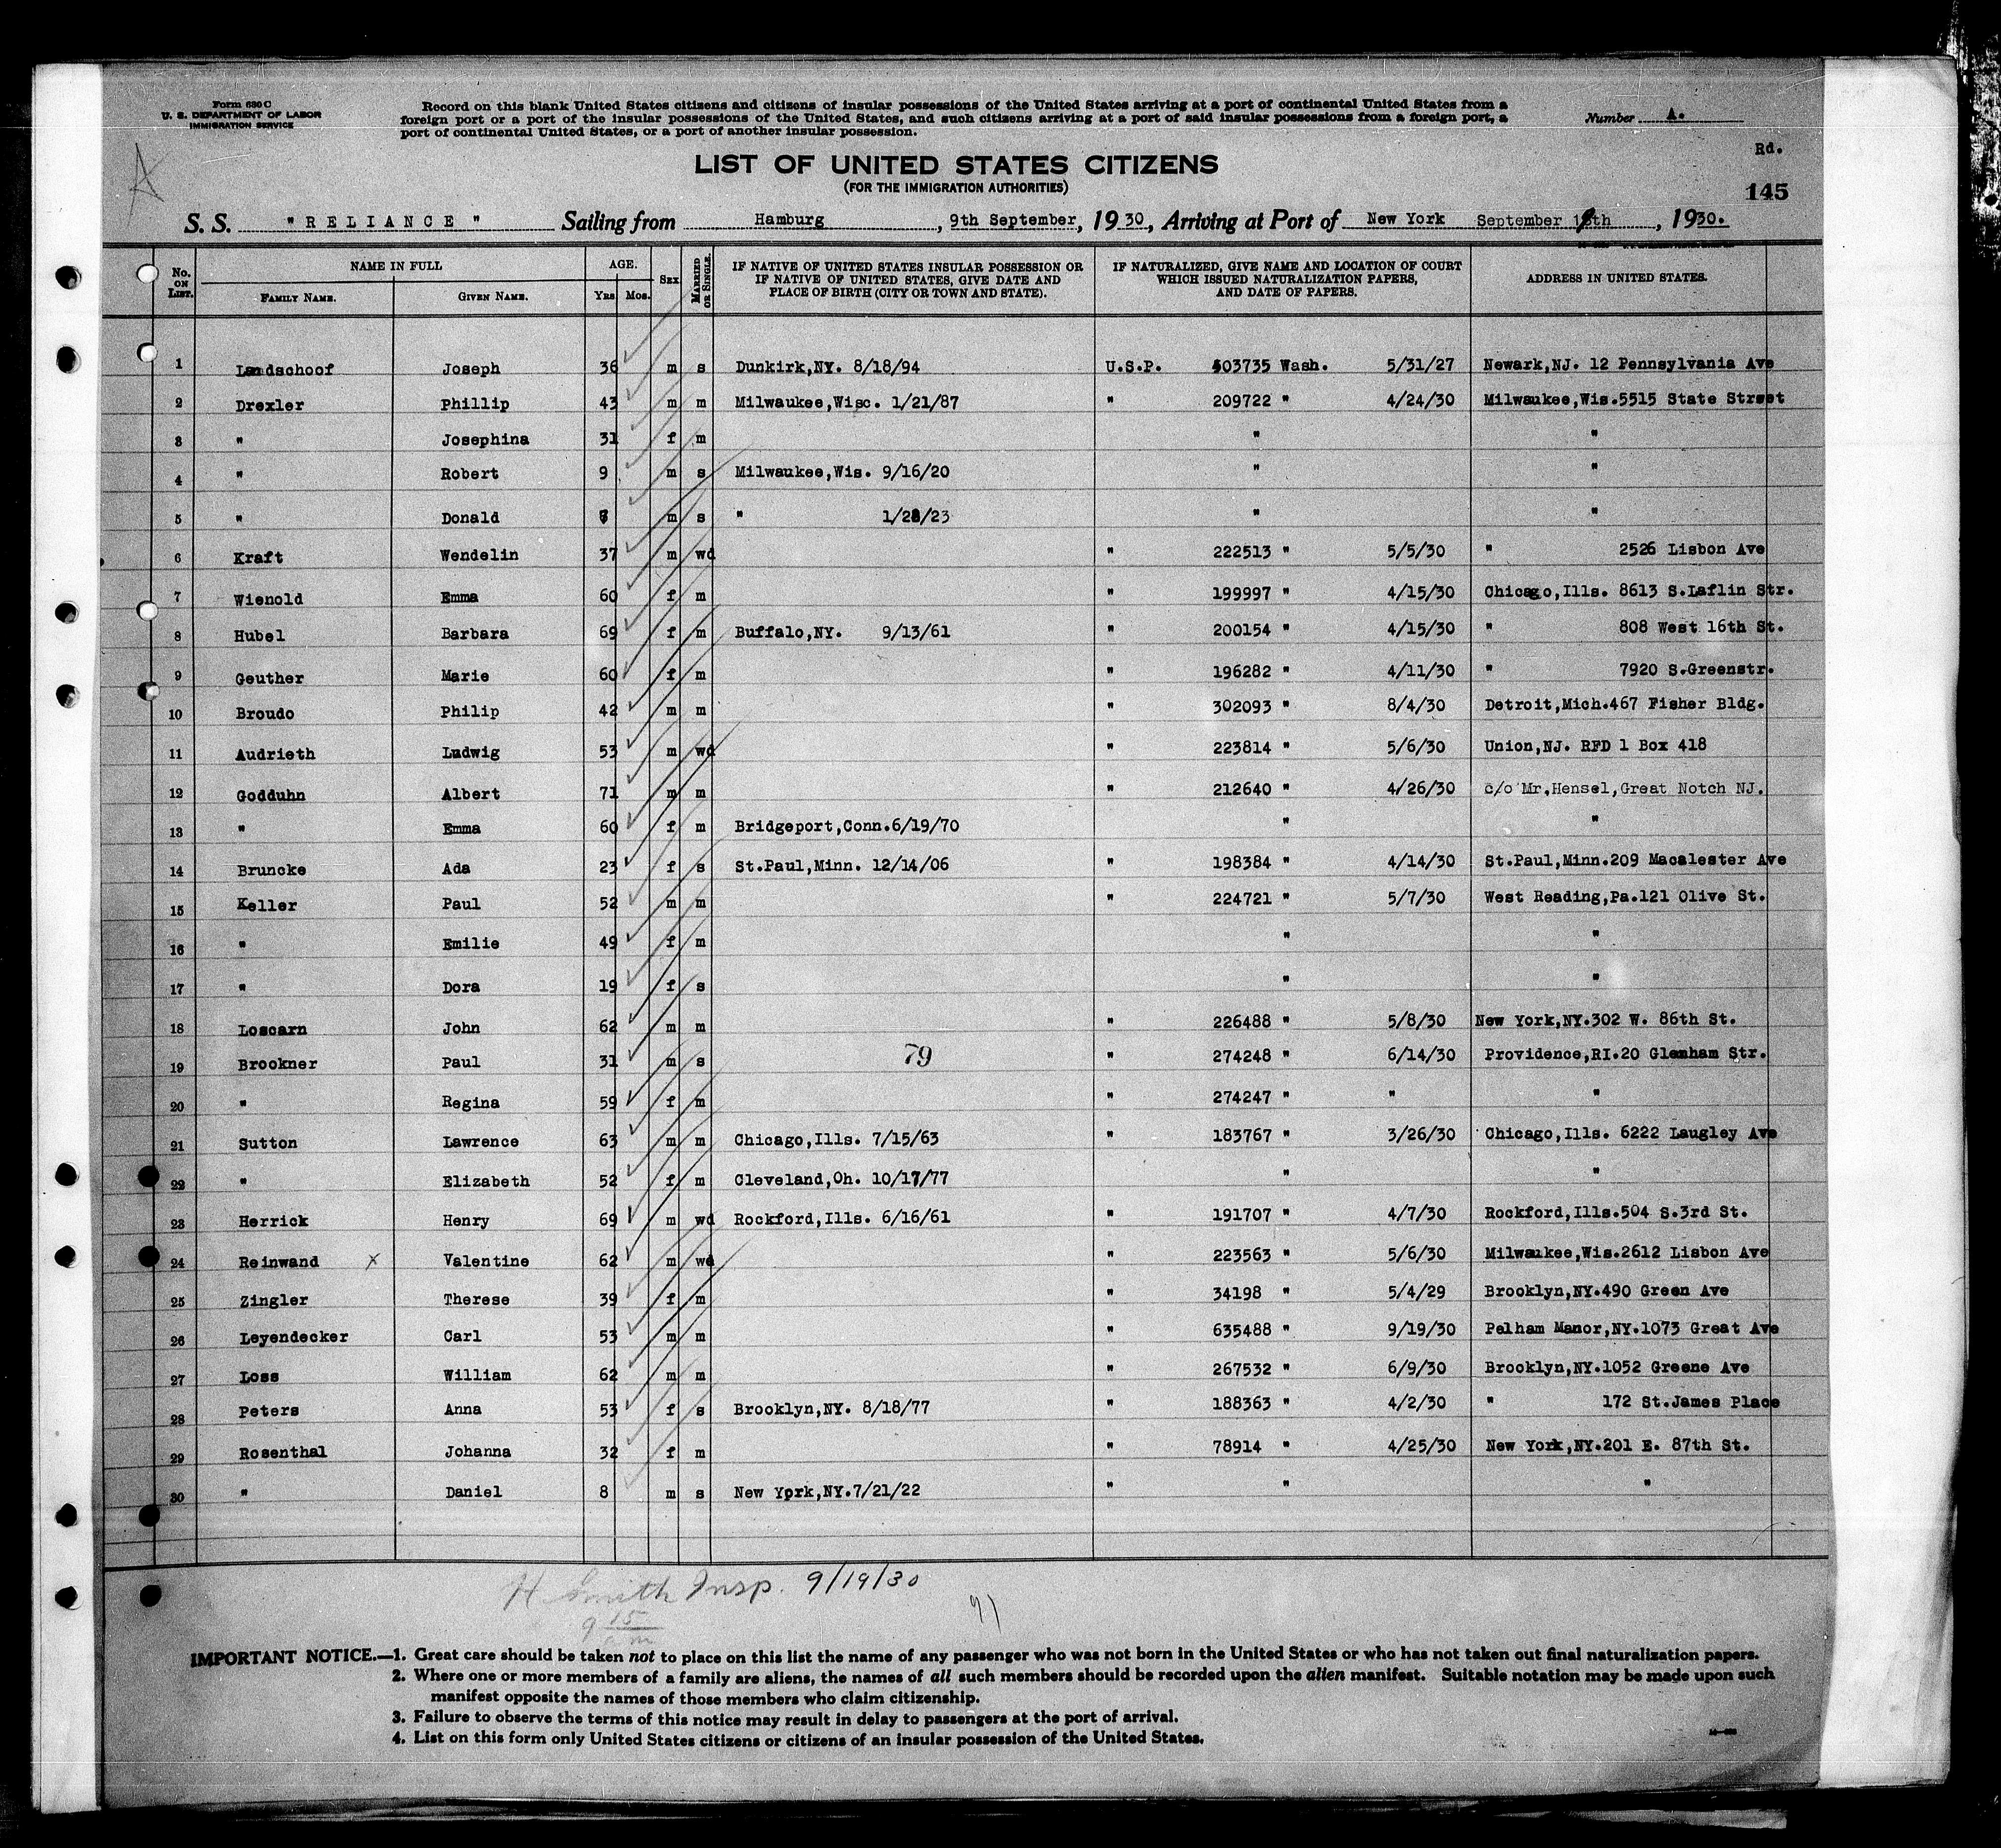 Form 630 C
U. S. DEPARTMENT OF LABOR
IMMIGRATION SERVICE
Record on this blank United States citizens and citizens of insular possessions of the United States arriving at a port of continental United States from a
foreign port or a port of the insular possessions of the United States, and such citizens arriving at a port of said insular possessions from a foreign port, a
port of continental United States, or a port of another insular possession.
Number A.
Rd.
A
LIST OF UNITED STATES CITIZENS
(FOR THE IMMIGRATION AUTHORITIES)
145
S. S. "RELIANCE" Sailing from Hamburg, 9th September, 1930, Arriving at Port of New York September 19th, 1930.
No. ON LIST. NAME IN FULL FAMILY NAME. GIVEN NAME. AGE. YRS MOS. SEX MARRIED OR SINGLE. IF NATIVE OF UNITED STATES INSULAR POSSESSION OR IF NATIVE OF UNITED STATES, GIVE DATE AND PLACE OF BIRTH (CITY OR TOWN AND STATE). IF NATURALIZED, GIVE NAME AND LOCATION OF COURT WHICH ISSUED NATURALIZATION PAPERS, AND DATE OF PAPERS. ADDRESS IN UNITED STATES.
1 Landschoof Joseph 36 m s Dunkirk,NY. 8/18/94 U.S.P. 403735 Wash. 5/31/27 Newark,NJ. 12 Pennsylvania Ave
2 Drexler Phillip 43 m m Milwaukee,Wisc. 1/21/87 " 209722 " 4/24/30 Milwaukee,Wis.5515 State Street
3 " Josephina 31 f m " "
4 " Robert 9 m s Milwaukee,Wis. 9/16/20 " "
5 " Donald m s " 1/28/23 " "
6 Kraft Wendelin 37 m wd " 222513 " 5/5/30 " 2526 Lisbon Ave
7 Wienold Emma 60 f m " 199997 " 4/15/30 Chicago,Ills. 8613 S.Laflin Str.
8 Hubel Barbara 69 f m Buffalo,NY. 9/13/61 " 200154 " 4/15/30 " 808 West 16th St.
9 Geuther Marie 60 f m " 196282 " 4/11/30 " 7920 S.Greenstr.
10 Broudo Philip 42 m m " 302093 " 8/4/30 Detroit,Mich.467 Fisher Bldg.
11 Audrieth Ludwig 53 m wd " 223814 " 5/6/30 Union,NJ. RFD 1 Box 418
12 Godduhn Albert 71 m m " 212640 " 4/26/30 c/o Mr,Hensel,Great Notch NJ.
13 " Emma 60 f m Bridgeport,Conn.6/19/70 " "
14 Bruncke Ada 23 f s St.Paul,Minn. 12/14/06 " 198384 " 4/14/30 St.Paul,Minn.209 Macalester Ave
15 Keller Paul 52 m m " 224721 " 5/7/30 West Reading,Pa.121 Olive St.
16 " Emilie 49 f m " "
17 " Dora 19 f s " "
18 Loscarn John 62 m m " 226488 " 5/8/30 New York,NY.302 W. 86th St.
19 Brookner Paul 31 m s 79 " 274248 " 6/14/30 Providence,RI.20 Glenham Str.
20 " Regina 59 f m " 274247 " " "
21 Sutton Lawrence 63 m m Chicago,Ills. 7/15/63 " 183767 " 3/26/30 Chicago,Ills. 6222 Laugley Ave
22 " Elizabeth 52 f m Cleveland,Oh. 10/17/77 " "
23 Herrick Henry 69 m wd Rockford,Ills. 6/16/61 " 191707 " 4/7/30 Rockford,Ills.504 S.3rd St.
24 Reinwand x Valentine 62 m wd " 223563 " 5/6/30 Milwaukee,Wis.2612 Lisbon Ave
25 Zingler Therese 39 f m " 34198 " 5/4/29 Brooklyn,NY.490 Green Ave
26 Leyendecker Carl 53 m m " 635488 " 9/19/30 Pelham Manor,NY.1073 Great Ave
27 Loss William 62 m m " 267532 " 6/9/30 Brooklyn,NY.1052 Greene Ave
28 Peters Anna 53 f s Brooklyn,NY. 8/18/77 " 188363 " 4/2/30 " 172 St.James Place
29 Rosenthal Johanna 32 f m " 78914 " 4/25/30 New York,NY.201 E. 87th St.
30 " Daniel 8 m s New York,NY.7/21/22 " " "
H Smith Insp. 9/19/30
9 15 am
IMPORTANT NOTICE.—1. Great care should be taken not to place on this list the name of any passenger who was not born in the United States or who has not taken out final naturalization papers.
2. Where one or more members of a family are aliens, the names of all such members should be recorded upon the alien manifest. Suitable notation may be made upon such
manifest opposite the names of those members who claim citizenship.
3. Failure to observe the terms of this notice may result in delay to passengers at the port of arrival.
4. List on this form only United States citizens or citizens of an insular possession of the United States.